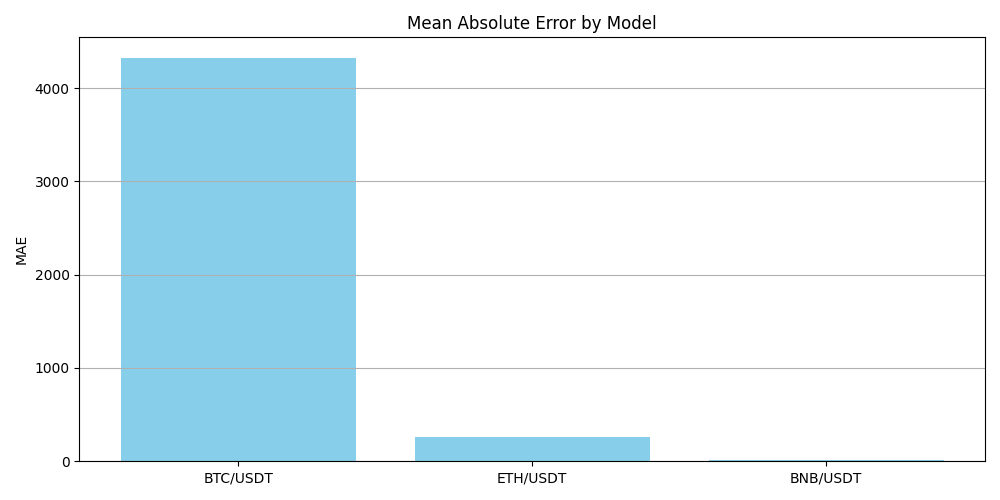 Mean Absolute Error by Model
MAE
4000
3000
2000
1000
0
BTC/USDT
ETH/USDT
BNB/USDT